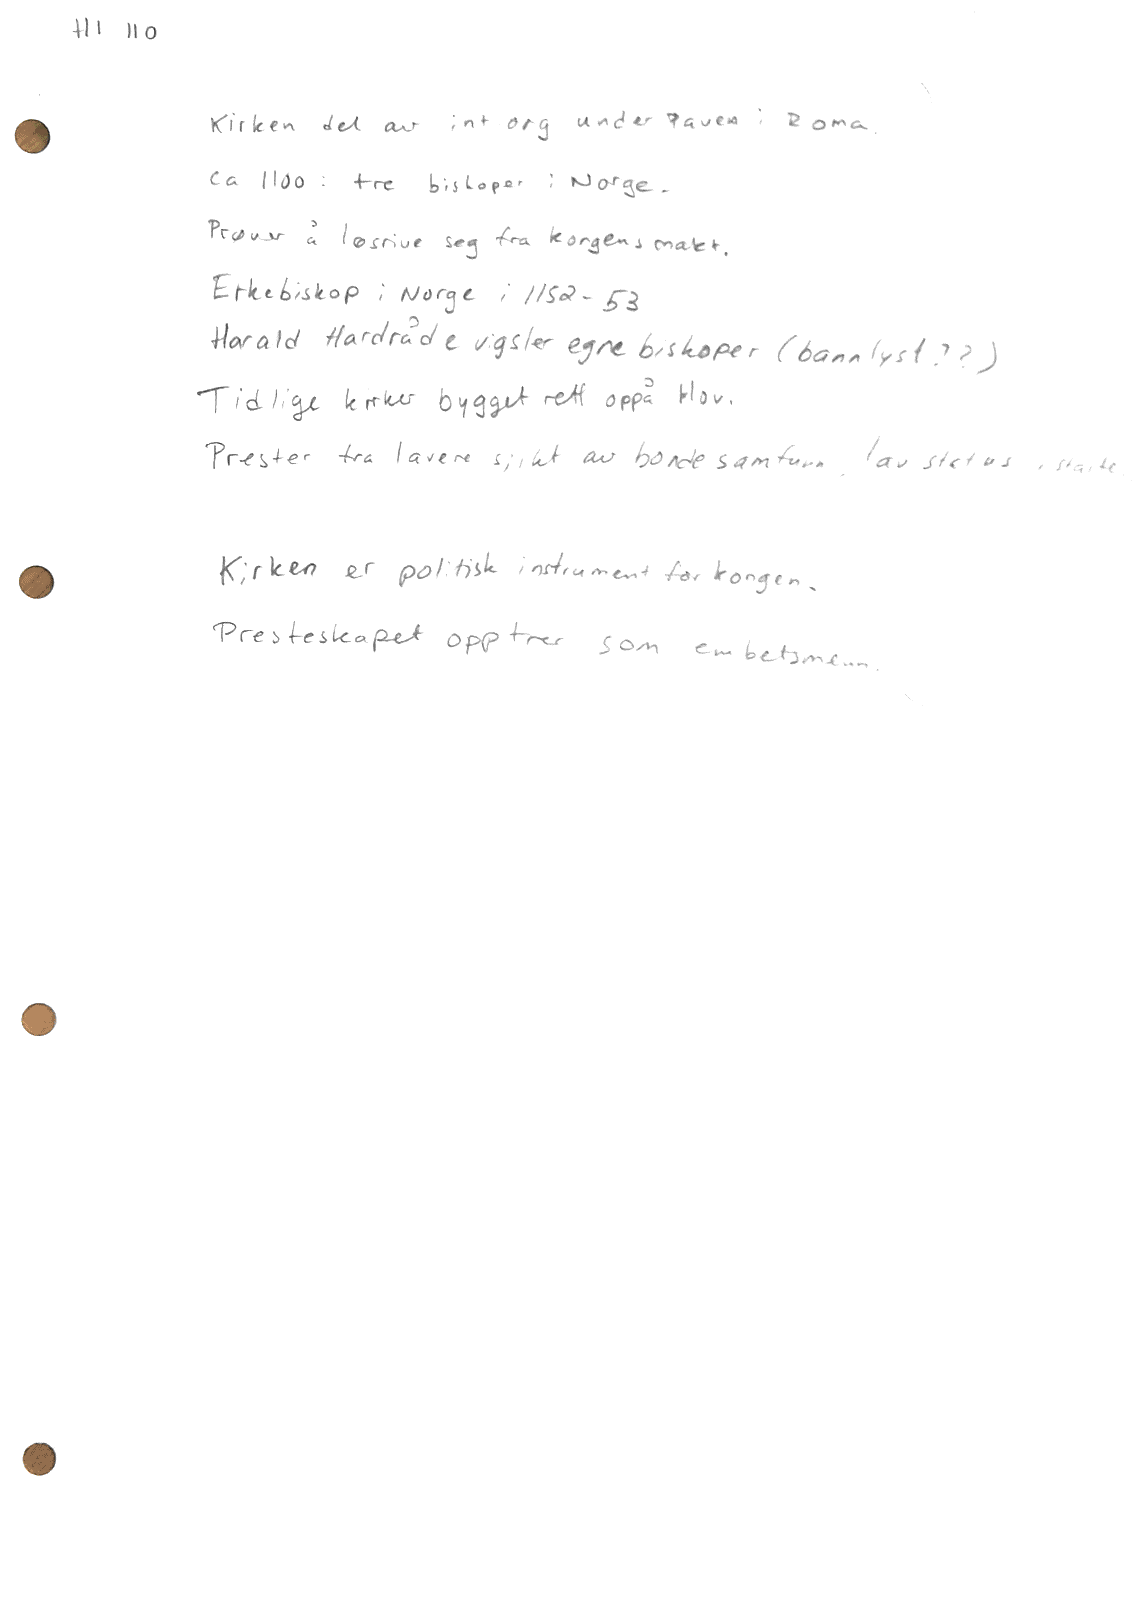 HI 110
Kirken del av int org under Paven i Roma.
Ca 1100: tre biskoper i Norge.
Prøver å løsrive seg fra kongens makt.
Erkebiskop i Norge i 1152-53
Harald Hardråde vigsler egne biskoper (bannlyst??)
Tidlige kirker bygget rett oppå Hov.
Prester fra lavere sjikt av bondesamfunn. lav status i starte
Kirken er politisk instrument for kongen.
Presteskapet opptrer som embetsmenn.